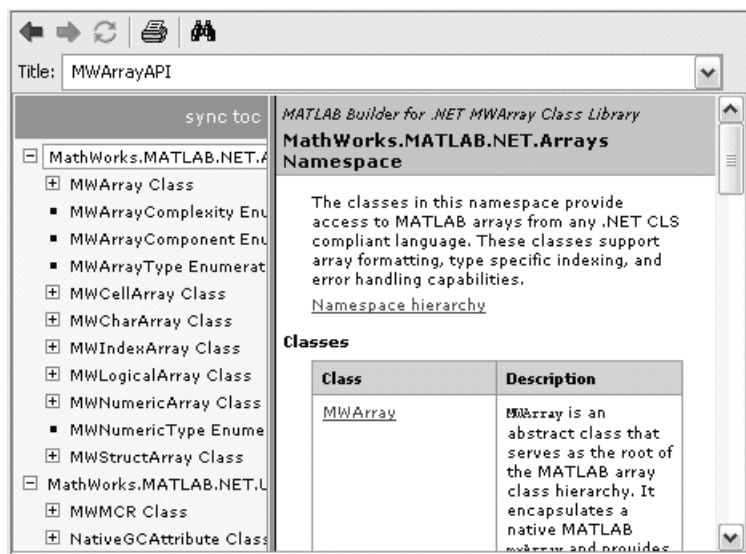 Title: MWArrayAPI
sync toc
MathWorks.MATLAB.NET.A
MWArray Class
MWArrayComplexity Enu
MWArrayComponent Enu
MWArrayType Enumerat
MWCellArray Class
MWCharArray Class
MWIndexArray Class
MWLogicalArray Class
MWNumericArray Class
MWNumericType Enume
MWStructArray Class
MathWorks.MATLAB.NET.U
MWMCR Class
NativeGCAttribute Class
MATLAB Builder for .NET MWArray Class Library
MathWorks.MATLAB.NET.Arrays
Namespace
The classes in this namespace provide
access to MATLAB arrays from any .NET CLS
compliant language. These classes support
array formatting, type specific indexing, and
error handling capabilities.
Namespace hierarchy
Classes
Class Description
MWArray MWArray is an
abstract class that
serves as the root of
the MATLAB array
class hierarchy. It
encapsulates a
native MATLAB
mxArray and provides